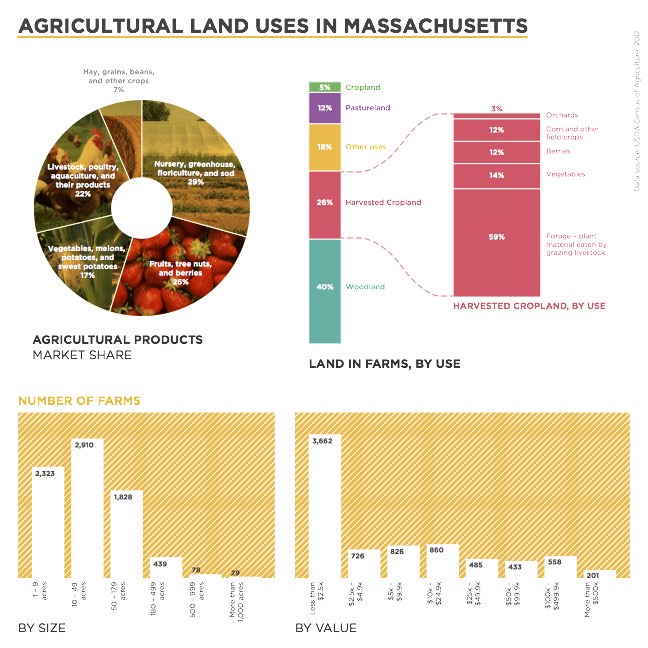 AGRICULTURAL LAND USES IN MASSACHUSETTS
Data source: USDA Census of Agriculture, 2012
Hay, grains, beans,
and other crops
7%
Livestock, poultry,
aquaculture, and
their products
22%
Nursery, greenhouse,
floriculture, and sod
29%
Vegetables, melons,
potatoes, and
sweet potatoes
17%
Fruits, tree nuts,
and berries
25%
AGRICULTURAL PRODUCTS
MARKET SHARE
5% Cropland
12% Pastureland
18% Other uses
26% Harvested Cropland
40% Woodland
LAND IN FARMS, BY USE
3% Orchards
12% Corn and other
field crops
12% Berries
14% Vegetables
59% Forage – plant
material eaten by
grazing livestock
HARVESTED CROPLAND, BY USE
NUMBER OF FARMS
2,323
2,910
1,828
439
78
29
1 - 9
acres
10 - 49
acres
50 - 179
acres
180 - 499
acres
500 - 999
acres
More than
1,000 acres
BY SIZE
3,662
726
826
860
485
433
558
201
Less than
$2.5k
$2.5k -
$4.9k
$5k -
$9.9k
$10k -
$24.9k
$25k -
$49.9k
$50k -
$99.9k
$100k -
$499.9k
More than
$500k
BY VALUE